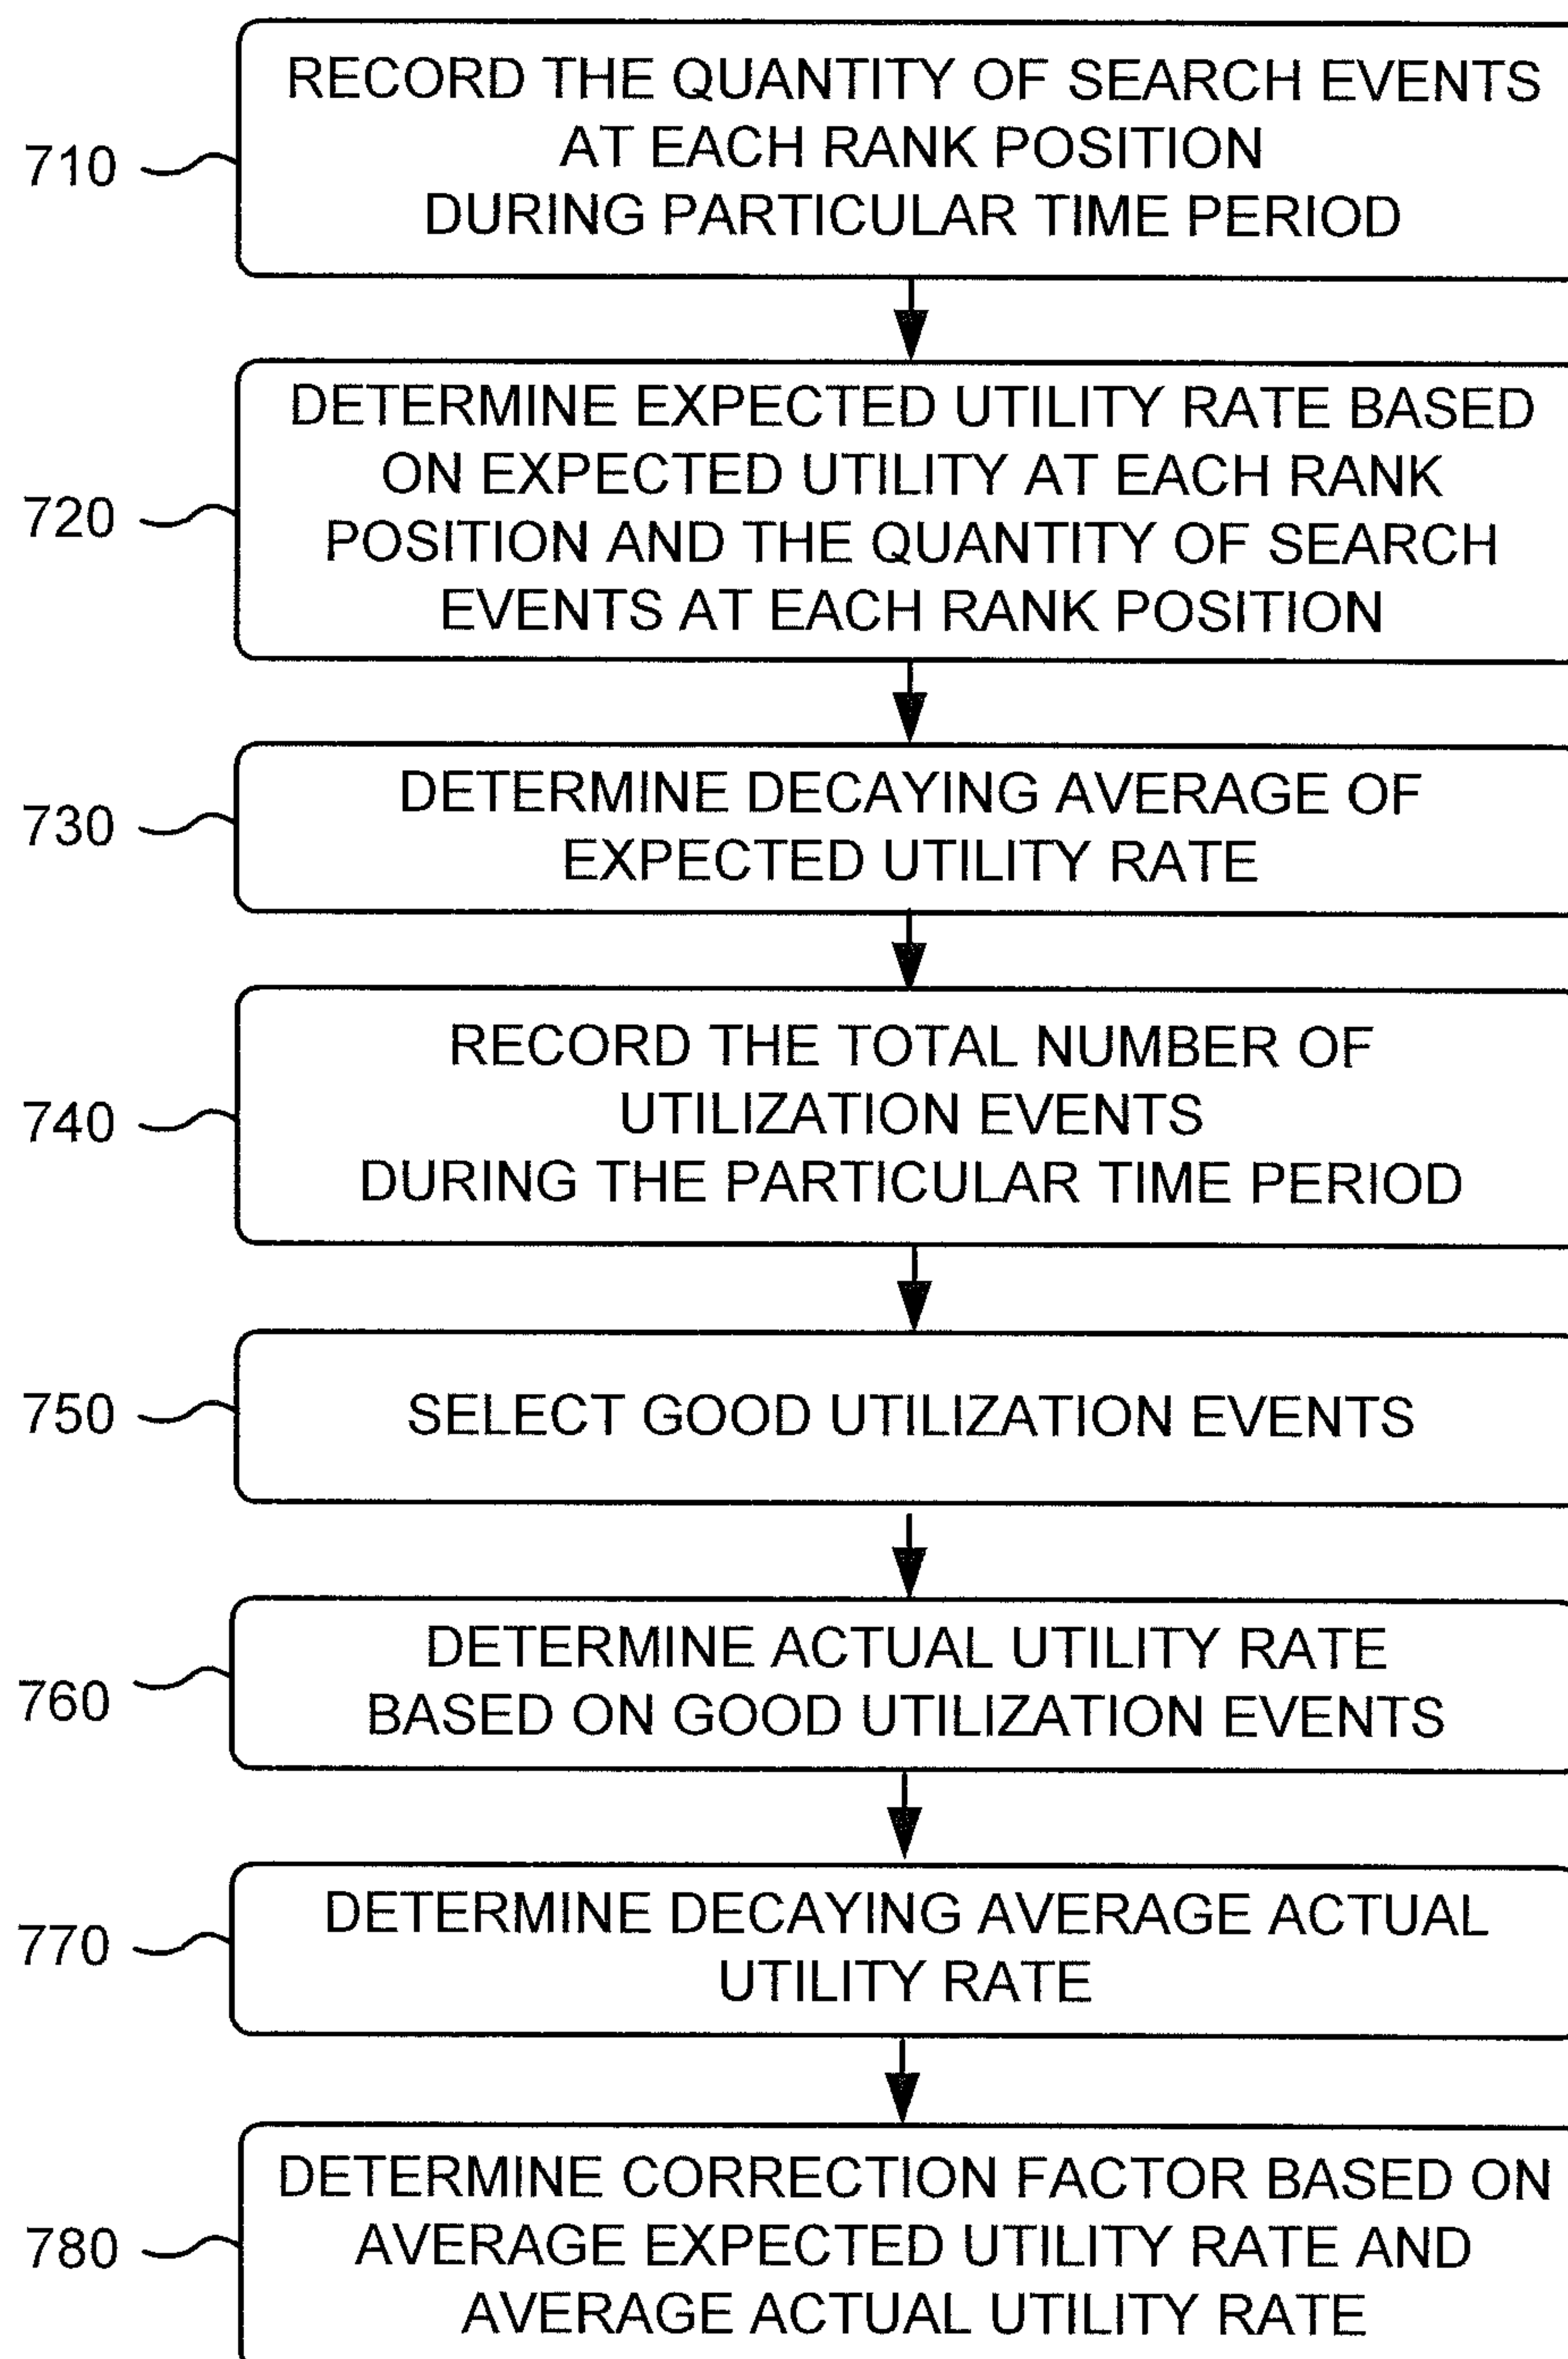 710
RECORD THE QUANTITY OF SEARCH EVENTS
AT EACH RANK POSITION
DURING PARTICULAR TIME PERIOD
720
DETERMINE EXPECTED UTILITY RATE BASED
ON EXPECTED UTILITY AT EACH RANK
POSITION AND THE QUANTITY OF SEARCH
EVENTS AT EACH RANK POSITION
730
DETERMINE DECAYING AVERAGE OF
EXPECTED UTILITY RATE
740
RECORD THE TOTAL NUMBER OF
UTILIZATION EVENTS
DURING THE PARTICULAR TIME PERIOD
750
SELECT GOOD UTILIZATION EVENTS
760
DETERMINE ACTUAL UTILITY RATE
BASED ON GOOD UTILIZATION EVENTS
770
DETERMINE DECAYING AVERAGE ACTUAL
UTILITY RATE
780
DETERMINE CORRECTION FACTOR BASED ON
AVERAGE EXPECTED UTILITY RATE AND
AVERAGE ACTUAL UTILITY RATE